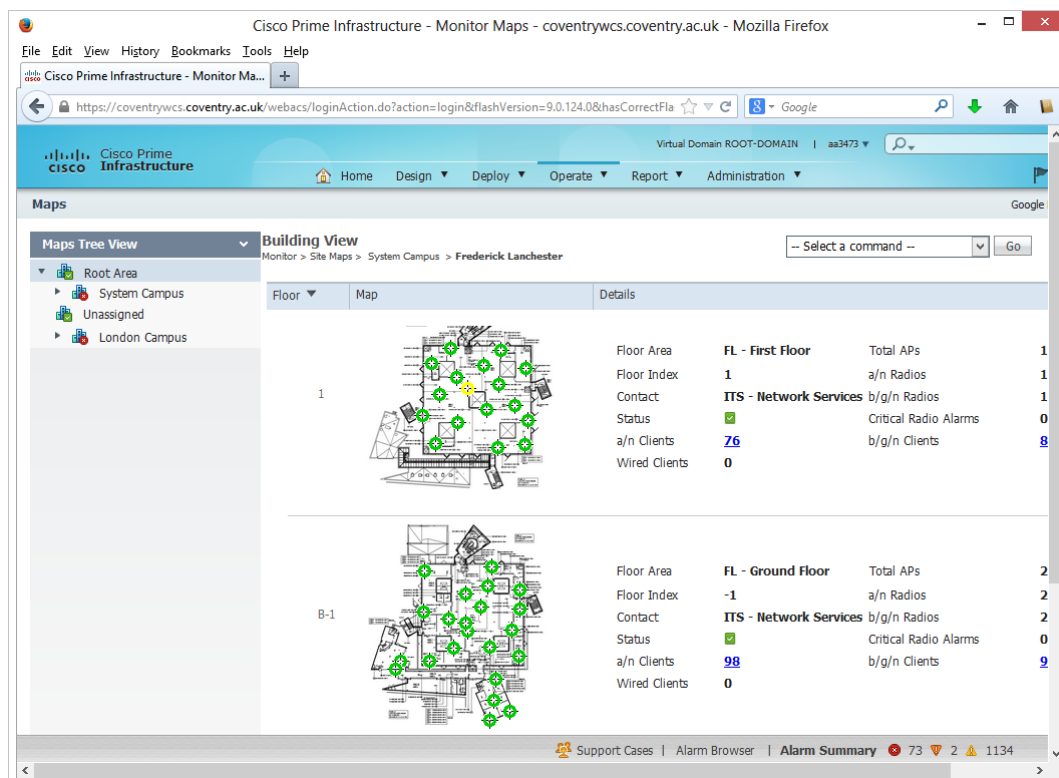 Cisco Prime Infrastructure - Monitor Maps - coventrywcs.coventry.ac.uk - Mozilla Firefox
File Edit View History Bookmarks Tools Help
Cisco Prime Infrastructure - Monitor Ma...
https://coventrywcs.coventry.ac.uk/webacs/loginAction.do?action=login&flashVersion=9.0.124.0&hasCorrectFla Google
Virtual Domain ROOT-DOMAIN | aa3473
Cisco Prime
CISCO Infrastructure
Home Design Deploy Operate Report Administration
Maps Google
Maps Tree View
Root Area
System Campus
Unassigned
London Campus
Building View
Monitor > Site Maps > System Campus > Frederick Lanchester
-- Select a command -- Go
Floor Map Details
1
Floor Area FL - First Floor Total APs 1
Floor Index 1 a/n Radios 1
Contact ITS - Network Services b/g/n Radios 1
Status Critical Radio Alarms 0
a/n Clients 76 b/g/n Clients 8
Wired Clients 0
B-1
Floor Area FL - Ground Floor Total APs 2
Floor Index -1 a/n Radios 2
Contact ITS - Network Services b/g/n Radios 2
Status Critical Radio Alarms 0
a/n Clients 98 b/g/n Clients 9
Wired Clients 0
Support Cases | Alarm Browser | Alarm Summary 73 2 1134